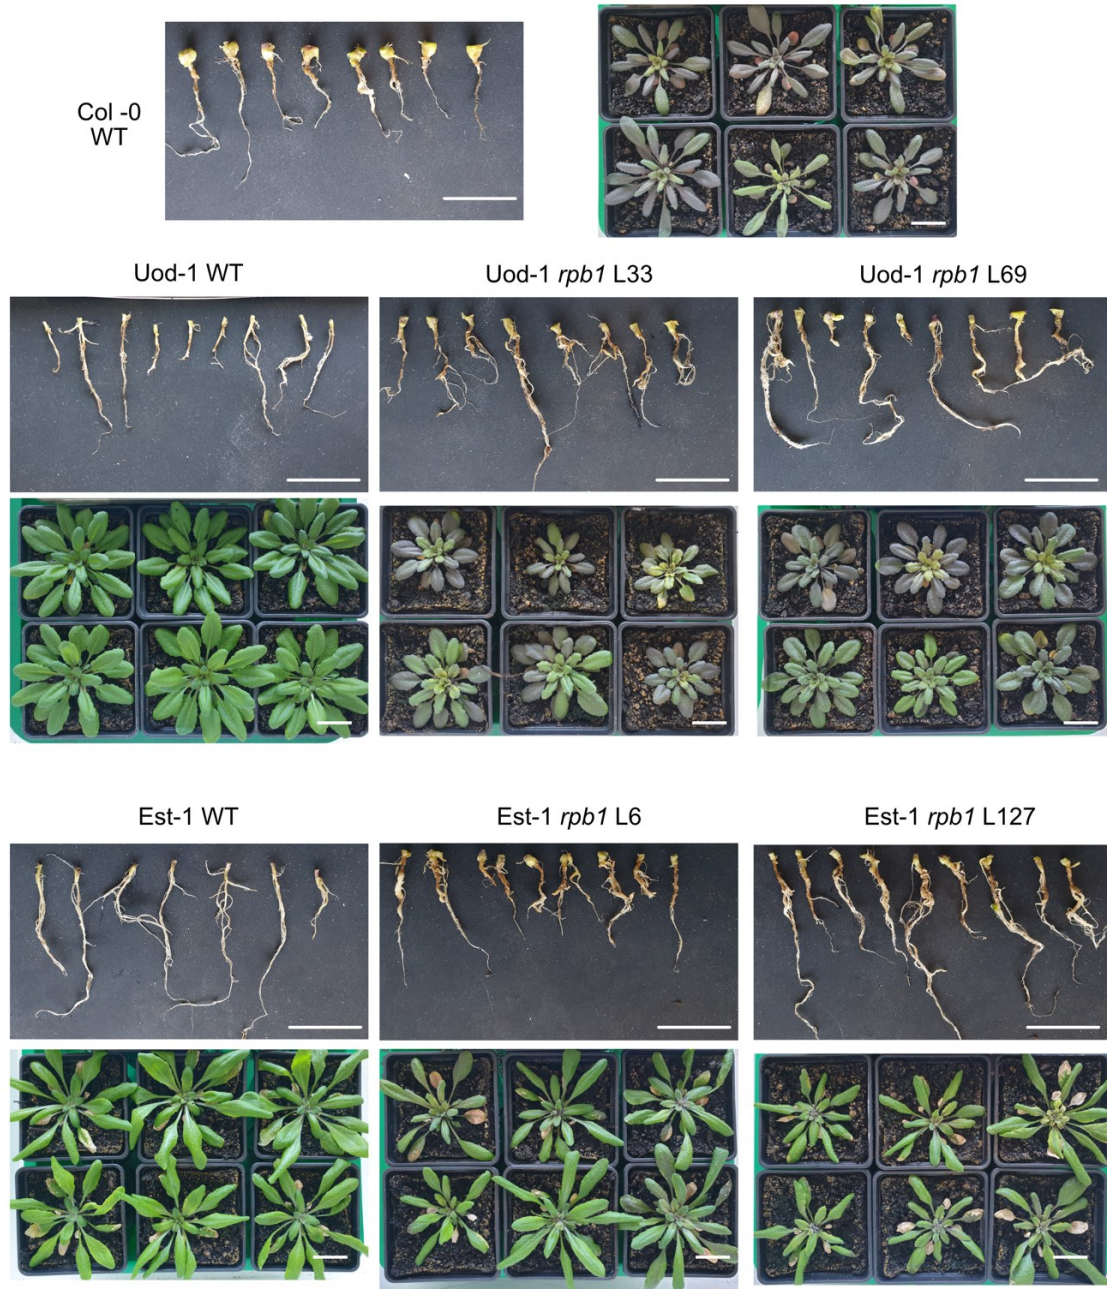 Col -0
WT
Uod-1 WT
Uod-1 rpb1 L33
Uod-1 rpb1 L69
Est-1 WT
Est-1 rpb1 L6
Est-1 rpb1 L127